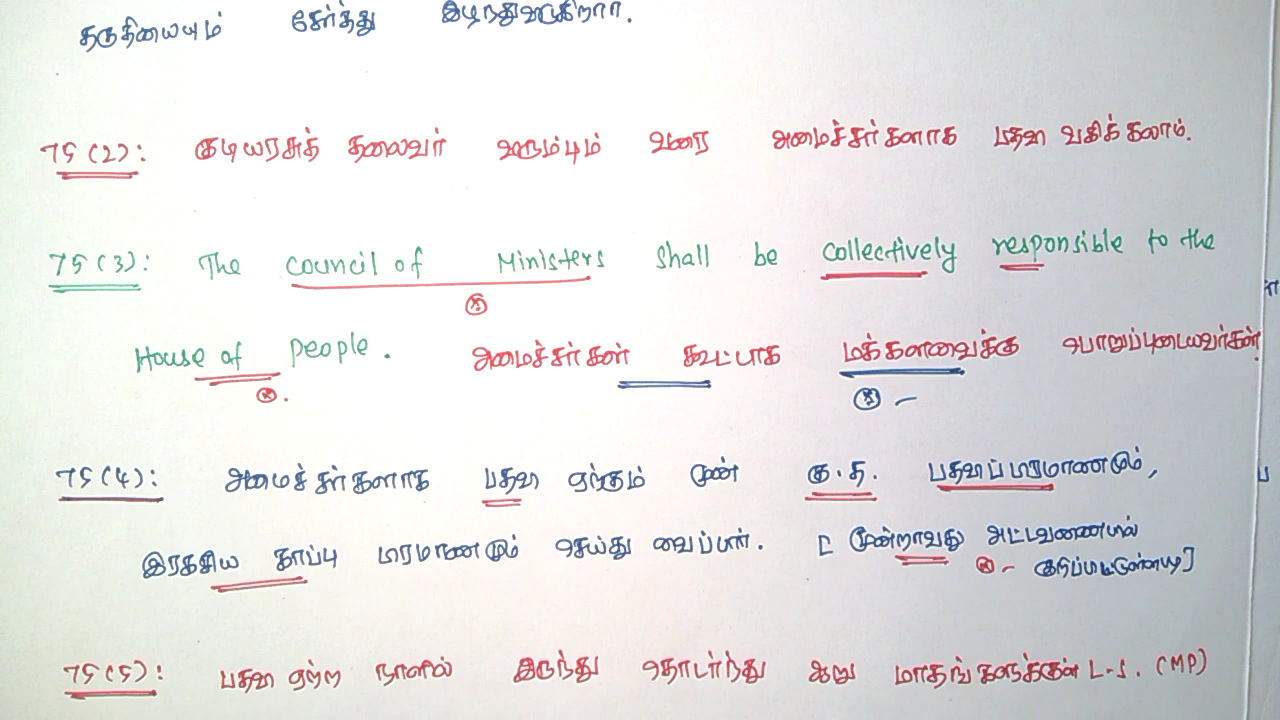 தகுதியையும் சேர்த்து இழந்துவிடுகிறார்.
75(2): குடியரசுத் தலைவர் விரும்பும் வரை அமைச்சர்களாக பதவி வகிக்கலாம்.
75(3): The council of Ministers shall be collectively responsible to the
House of people. அமைச்சர்கள் கூட்டாக மக்களவைக்கு பொறுப்புடையவர்கள்.
75(4): அமைச்சர்களாக பதவி ஏற்கும் முன் கு.த. பதவிப்பிரமாணமும்,
இரகசிய காப்பு பிரமாணமும் செய்து வைப்பார். [மூன்றாவது அட்டவணையில்
குறிப்பிடப்பட்டுள்ளது]
75(5): பதவி ஏற்ற நாளில் இருந்து தொடர்ந்து ஆறு மாதங்களுக்குள் L.S. (MP)